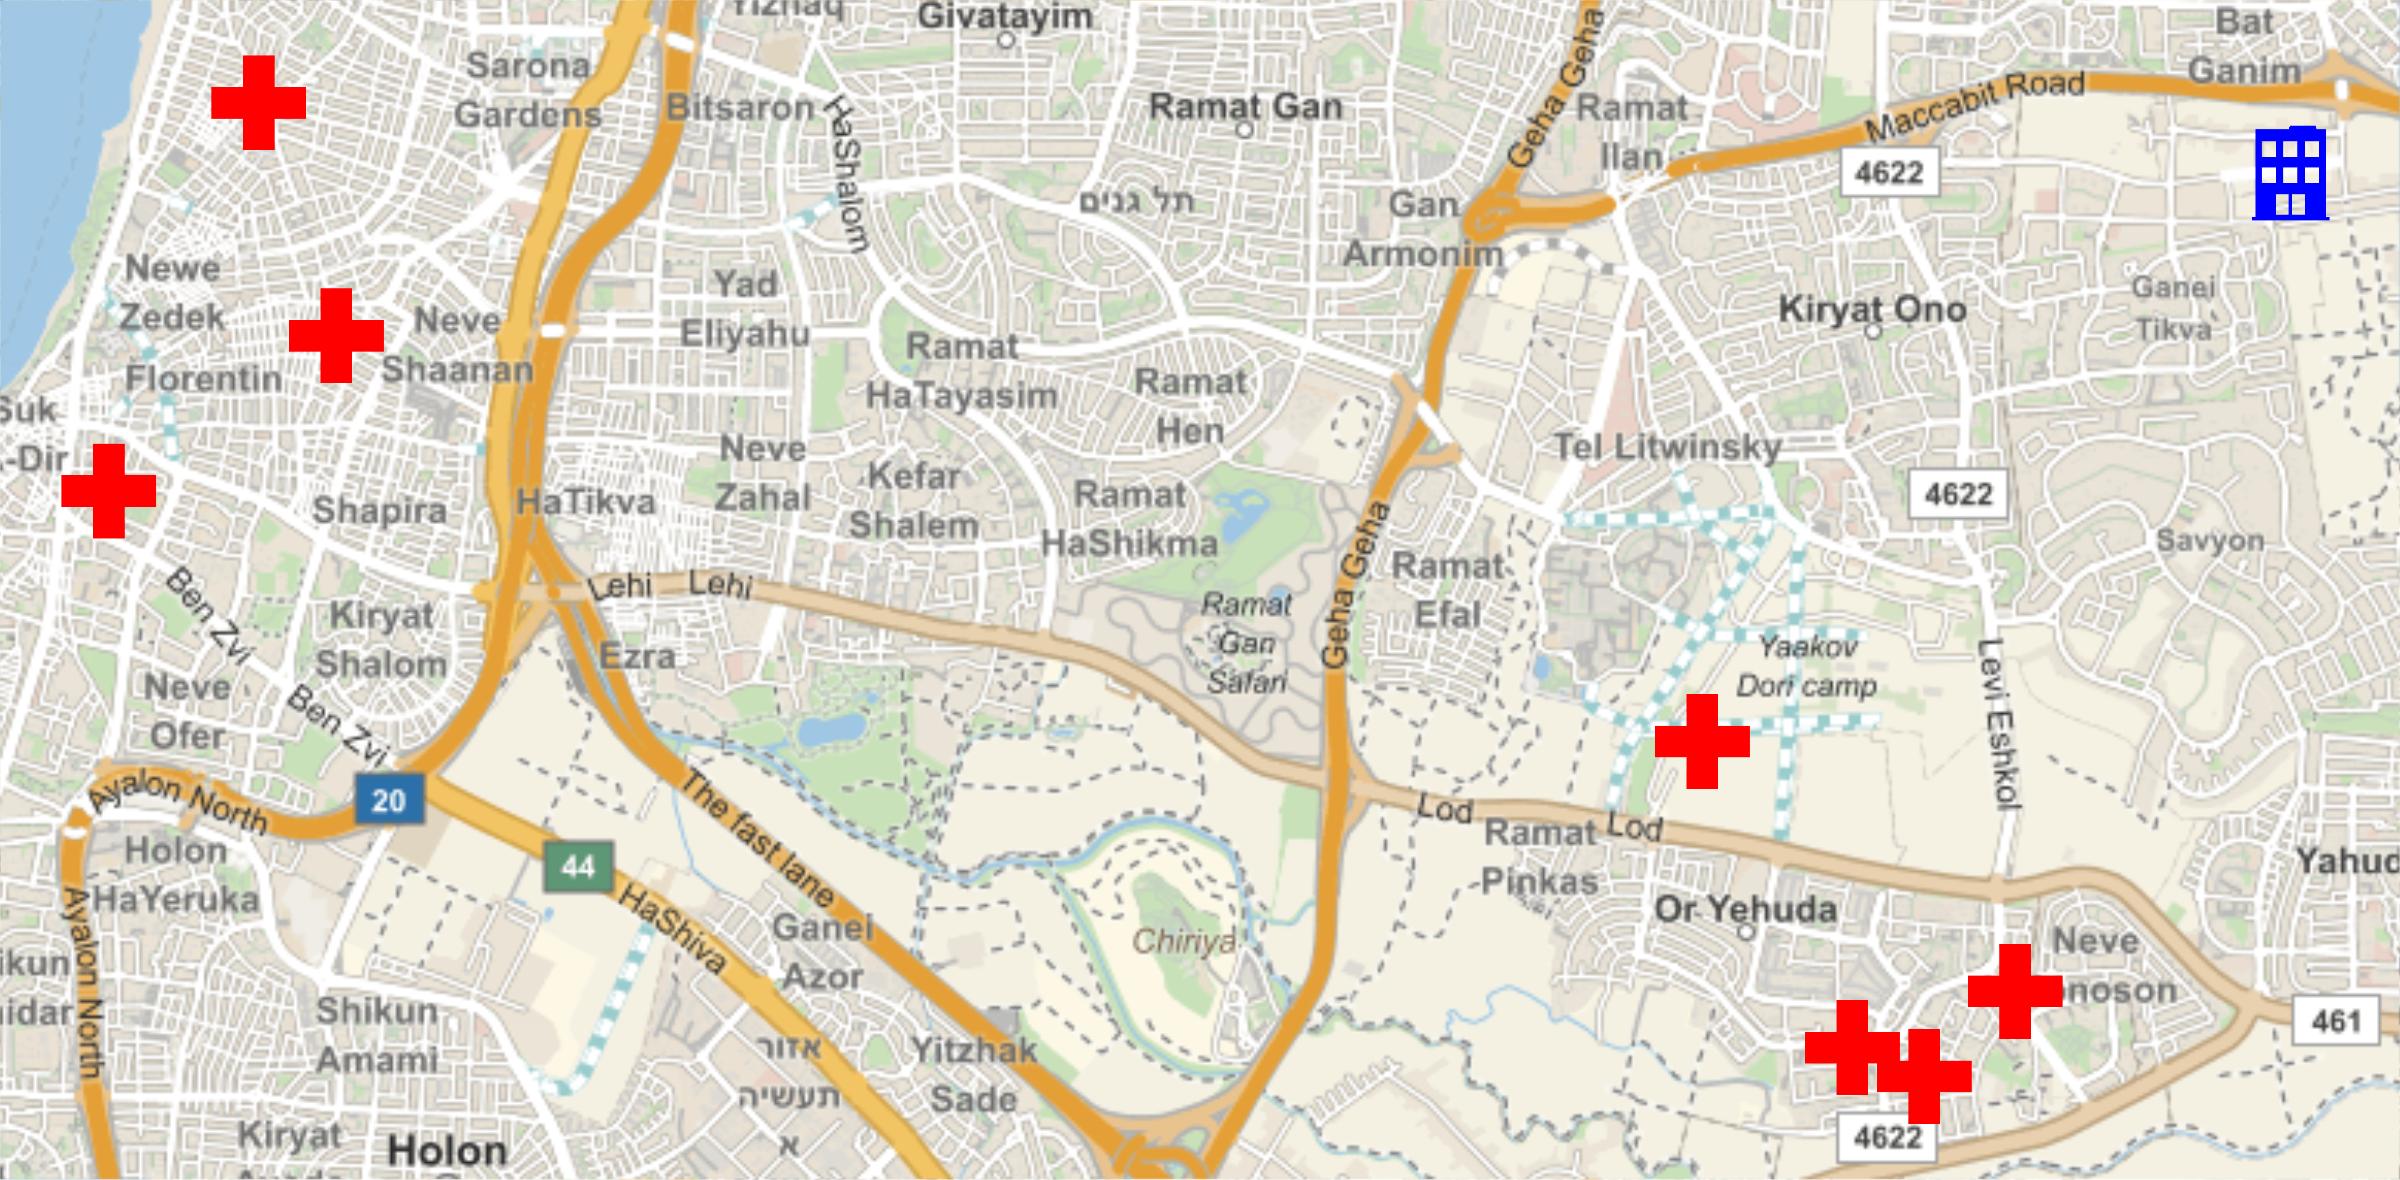 Givatayim
Sarona
Gardens
Bitsaron
HaShalom
Ramat Gan
Geha Geha
Ramat
Ilan
Maccabit Road
Bat
Ganim
4622
תל גנים
Gan
Armonim
Newe
Zedek
Neve
Shaanan
Yad
Eliyahu
Ramat
HaTayasim
Ramat
Hen
Kiryat Ono
Ganei
Tikva
Florentin
Tel Litwinsky
4622
Shapira
HaTikva
Neve
Zahal
Kefar
Shalem
Ramat
HaShikma
Savyon
Geha Geha
Ramat
Efal
Lehi Lehi
Ben Zvi
Kiryat
Shalom
Ezra
Ramat
Gan
Safari
Yaakov
Dori camp
Levi Eshkol
Neve
Ofer
Ben Zvi
Ayalon North
20
The fast lane
Lod
Lod
Ramat
Pinkas
Holon
HaYeruka
44
HaShiva
Or Yehuda
Ayalon North
Ganei
Azor
Chiriya
Neve
461
Shikun
Amami
אזור
תעשיה
א
Yitzhak
Sade
4622
Kiryat
Holon